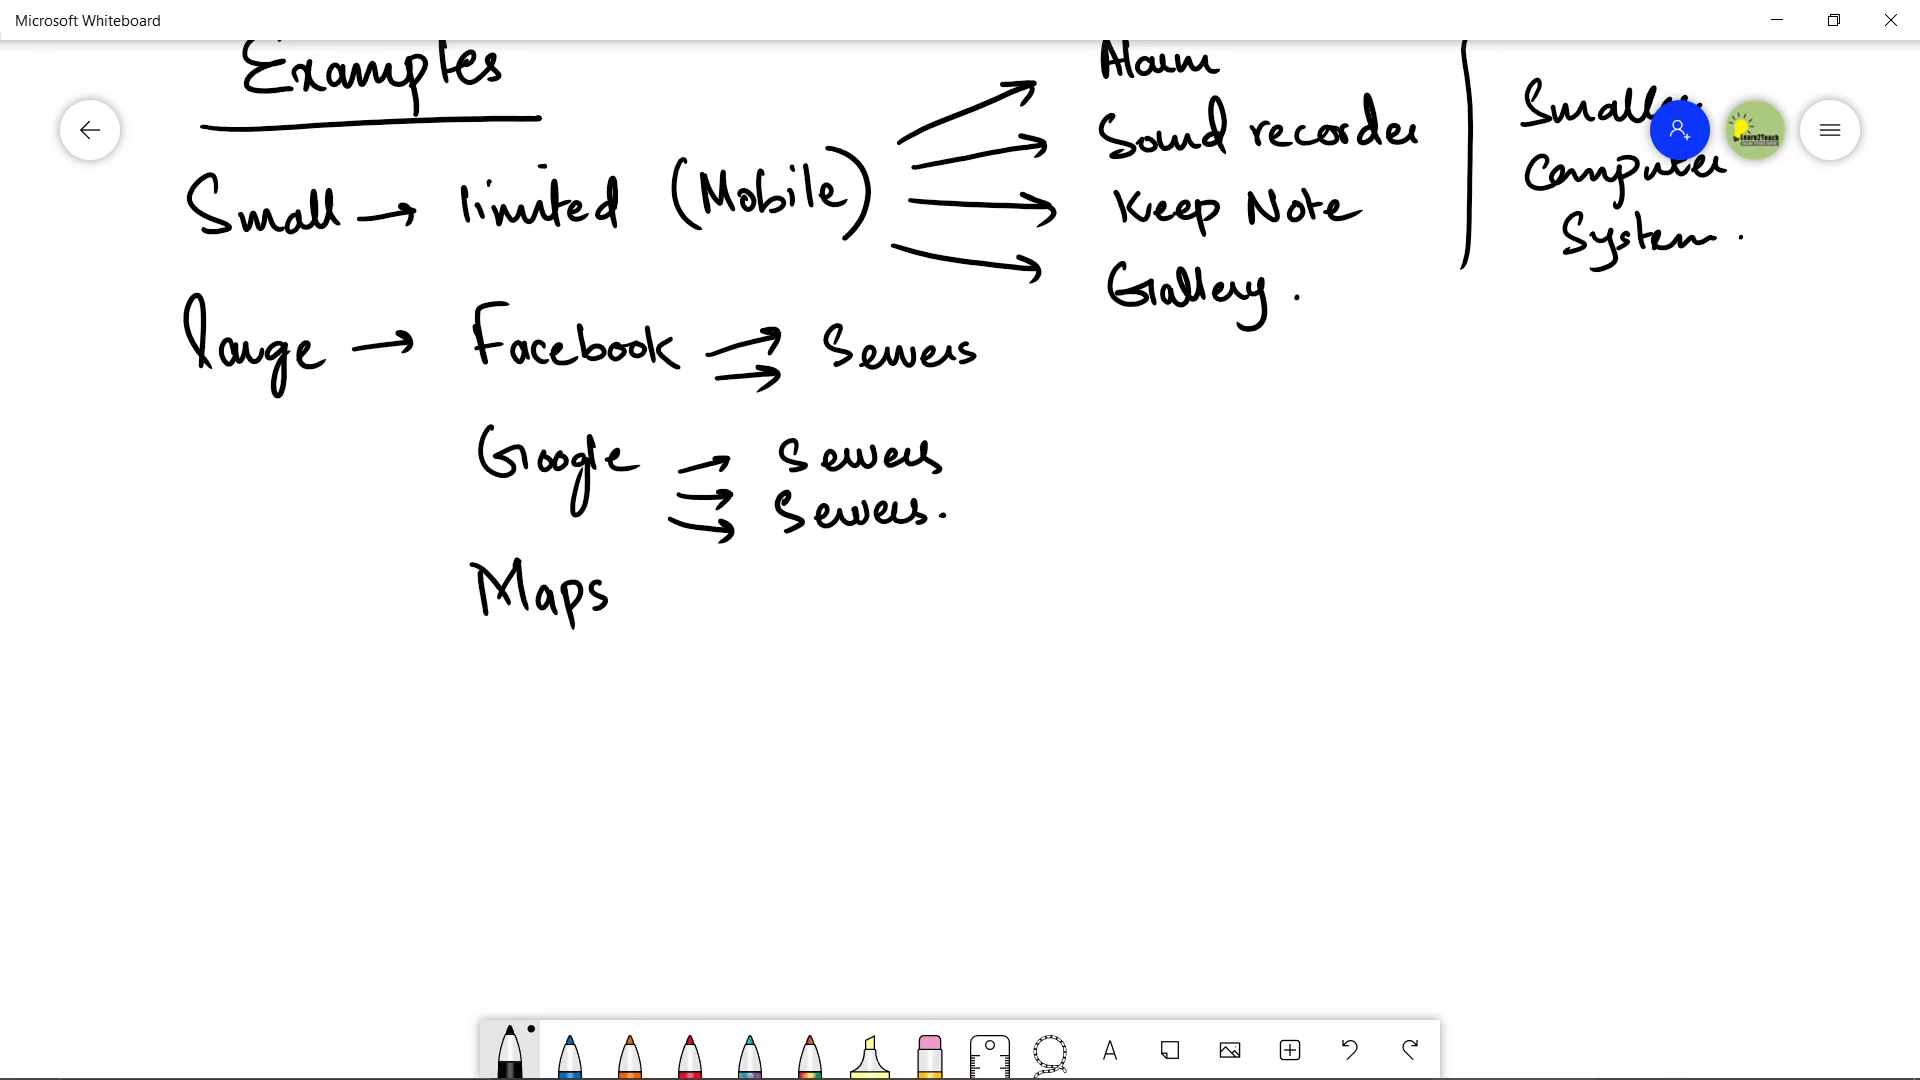 Microsoft Whiteboard
Examples
Small → limited (Mobile)
Alarm
Sound recorder
Keep Note
Gallery.
Smaller
Computer
System.
large → Facebook → Servers
Google → Servers
Servers.
Maps
Learn2Teach